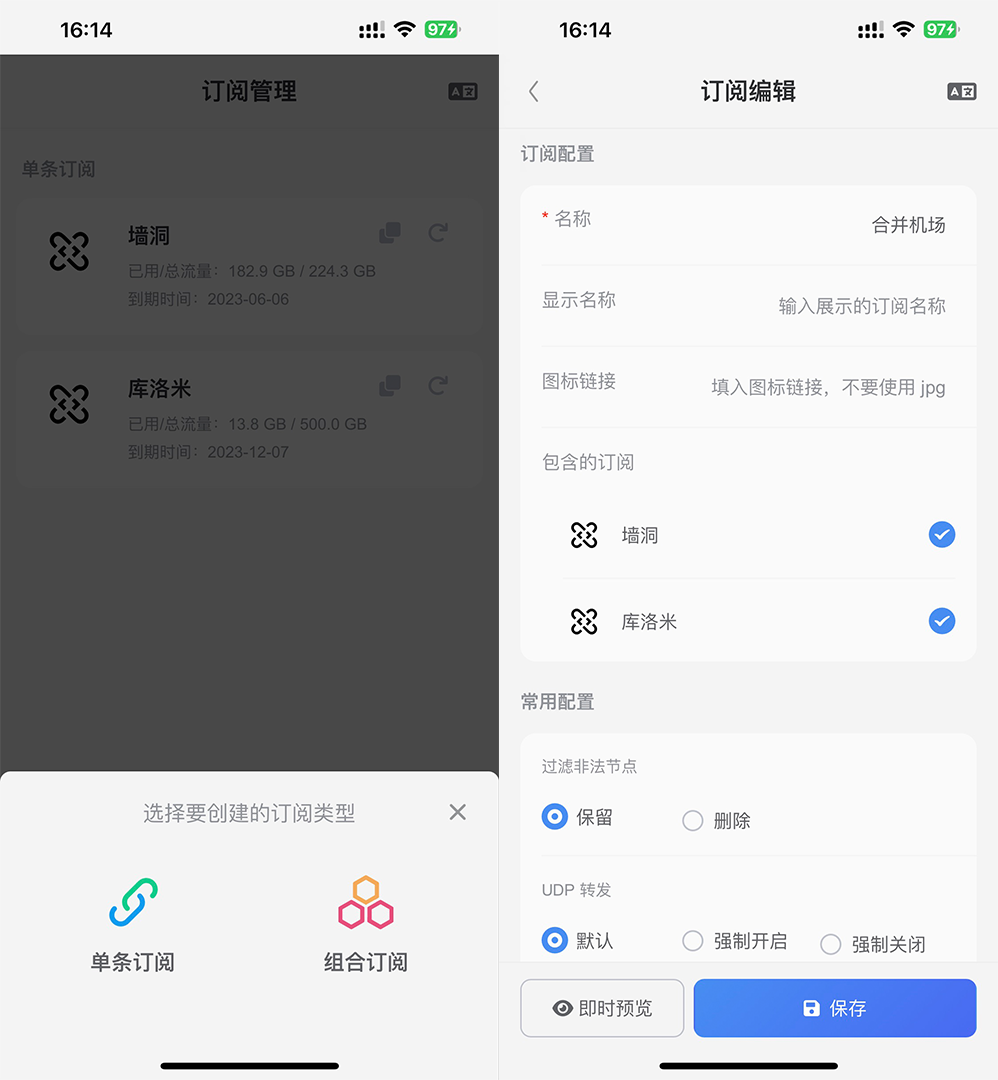 16:14
97
订阅管理
A 文
单条订阅
墙洞
已用/总流量：182.9 GB / 224.3 GB
到期时间：2023-06-06
库洛米
已用/总流量：13.8 GB / 500.0 GB
到期时间：2023-12-07
选择要创建的订阅类型
单条订阅
组合订阅
16:14
97
订阅编辑
A 文
订阅配置
* 名称
合并机场
显示名称
输入展示的订阅名称
图标链接
填入图标链接，不要使用 jpg
包含的订阅
墙洞
库洛米
常用配置
过滤非法节点
保留 删除
UDP 转发
默认 强制开启 强制关闭
即时预览 保存